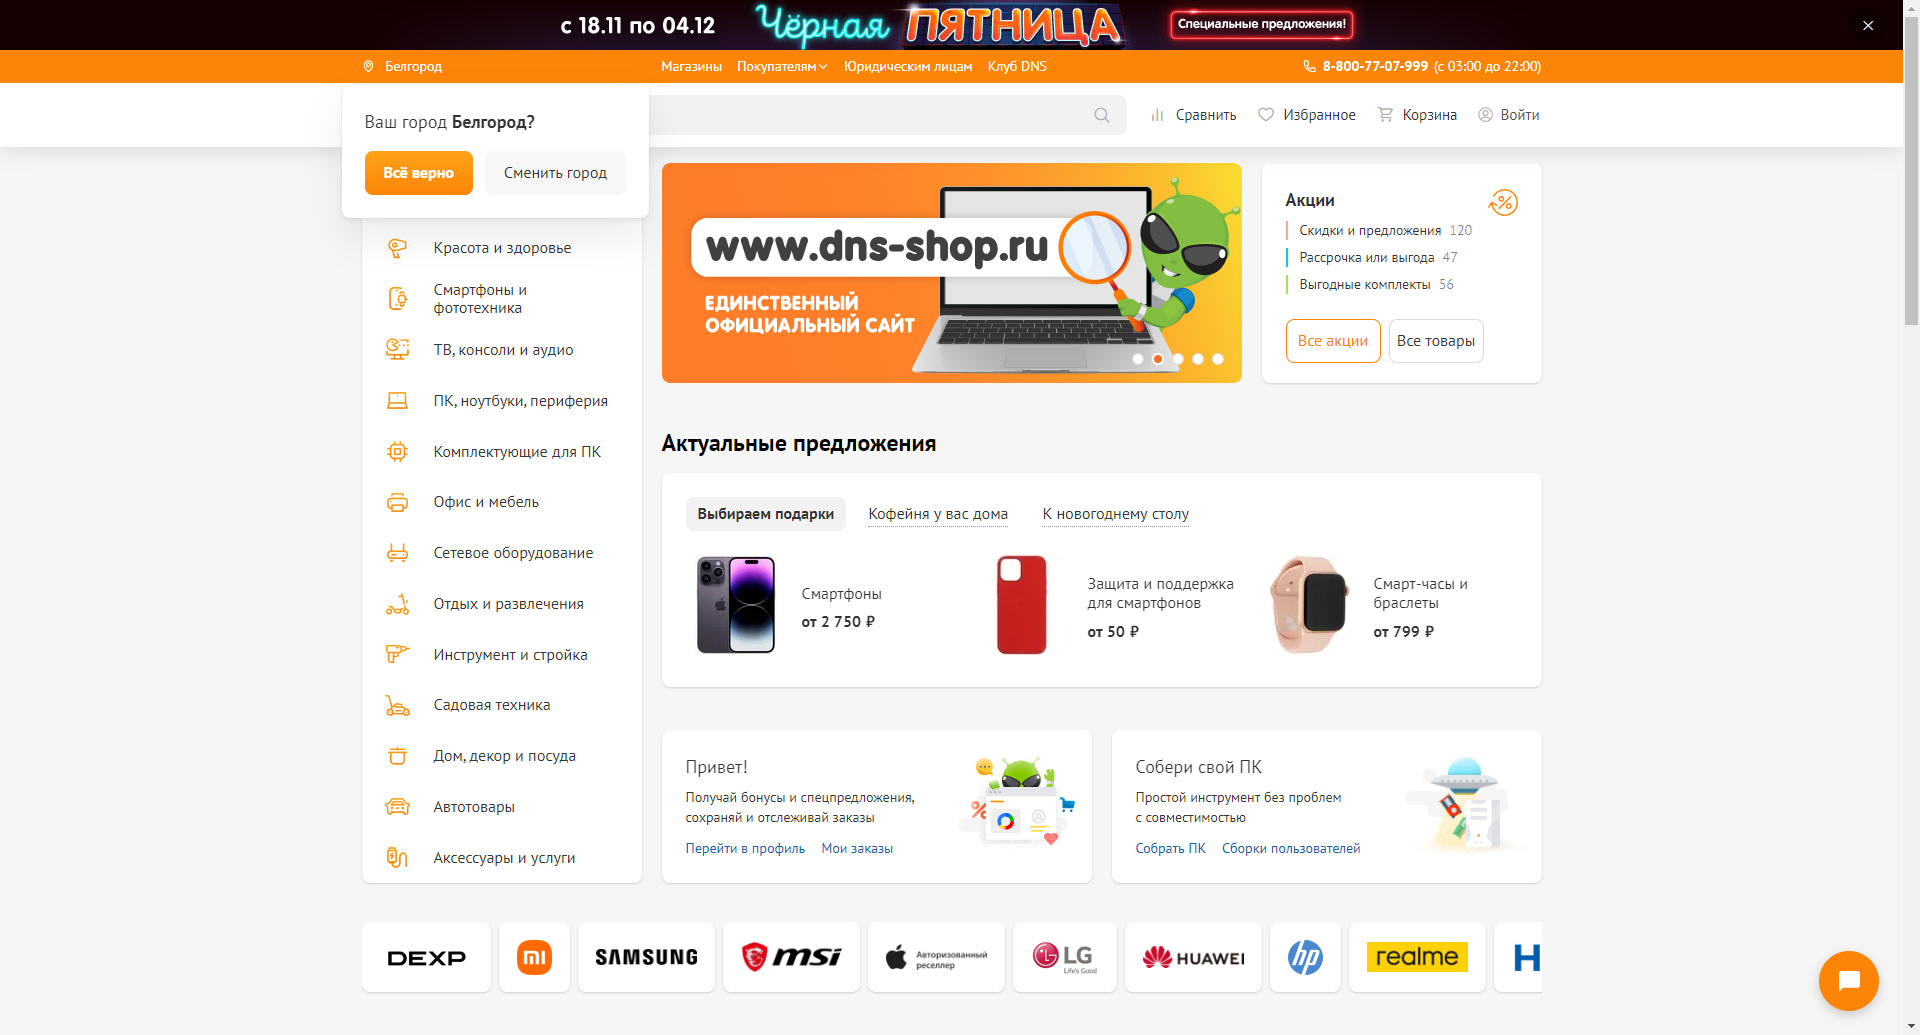 с 18.11 по 04.12
Чёрная ПЯТНИЦА
Специальные предложения!
Белгород
Магазины
Покупателям
Юридическим лицам
Клуб DNS
8-800-77-07-999 (с 03:00 до 22:00)
Ваш город Белгород?
Всё верно
Сменить город
Сравнить
Избранное
Корзина
Войти
Красота и здоровье
Смартфоны и
фототехника
ТВ, консоли и аудио
ПК, ноутбуки, периферия
Комплектующие для ПК
Офис и мебель
Сетевое оборудование
Отдых и развлечения
Инструмент и стройка
Садовая техника
Дом, декор и посуда
Автотовары
Аксессуары и услуги
www.dns-shop.ru
ЕДИНСТВЕННЫЙ
ОФИЦИАЛЬНЫЙ САЙТ
Акции
Скидки и предложения 120
Рассрочка или выгода 47
Выгодные комплекты 56
Все акции
Все товары
Актуальные предложения
Выбираем подарки
Кофейня у вас дома
К новогоднему столу
Смартфоны
от 2 750 ₽
Защита и поддержка
для смартфонов
от 50 ₽
Смарт-часы и
браслеты
от 799 ₽
Привет!
Получай бонусы и спецпредложения,
сохраняй и отслеживай заказы
Перейти в профиль
Мои заказы
Собери свой ПК
Простой инструмент без проблем
с совместимостью
Собрать ПК
Сборки пользователей
DEXP
mi
SAMSUNG
msi
Авторизованный
реселлер
LG
Life's Good
HUAWEI
hp
realme
H